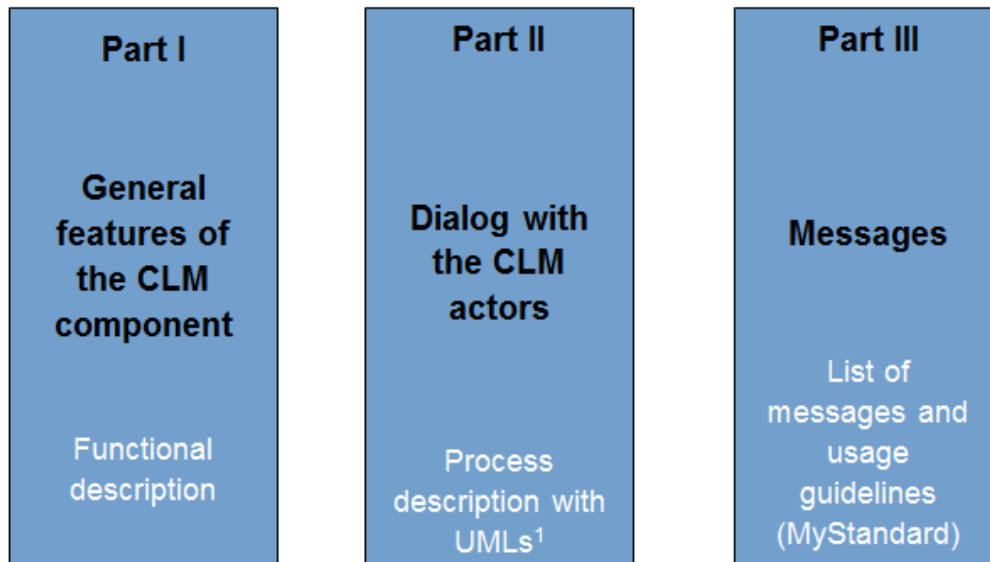 Part I
General
features of
the CLM
component
Functional
description
Part II
Dialog with
the CLM
actors
Process
description with
UMLs¹
Part III
Messages
List of
messages and
usage
guidelines
(MyStandard)